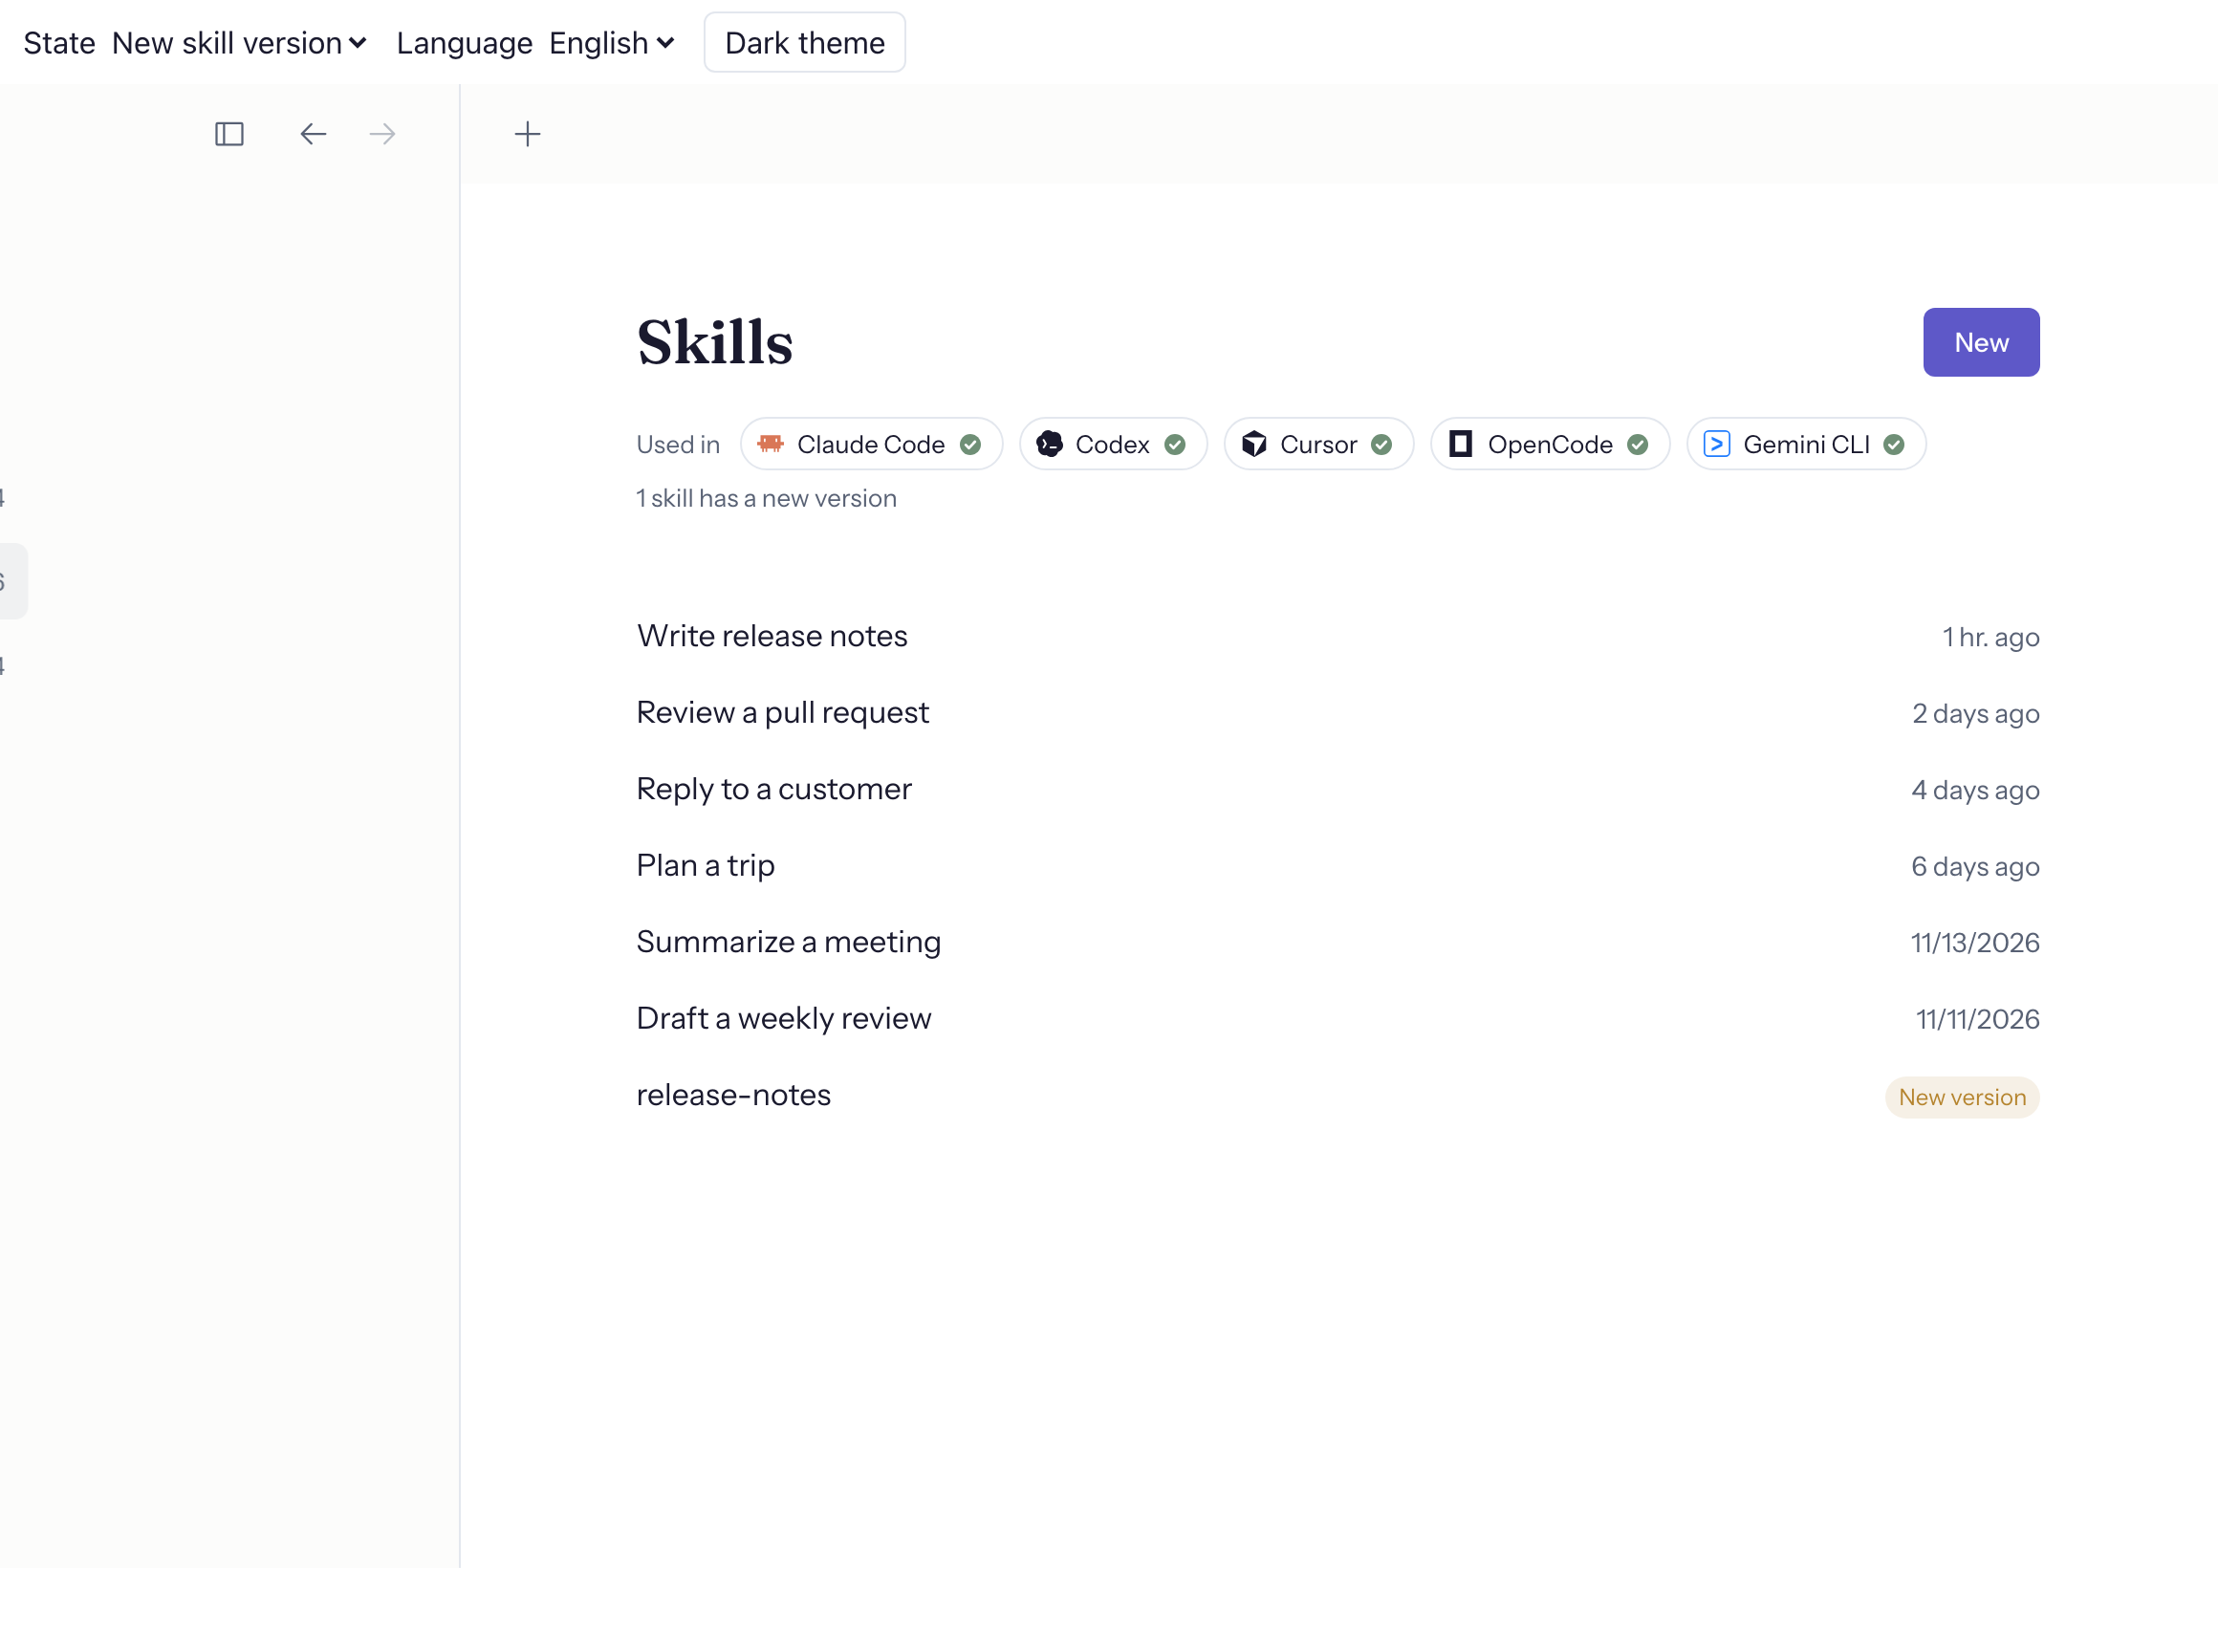 State New skill version Language English Dark theme
Skills
New
Used in Claude Code Codex Cursor OpenCode Gemini CLI
1 skill has a new version
4
6
4
Write release notes 1 hr. ago
Review a pull request 2 days ago
Reply to a customer 4 days ago
Plan a trip 6 days ago
Summarize a meeting 11/13/2026
Draft a weekly review 11/11/2026
release-notes New version